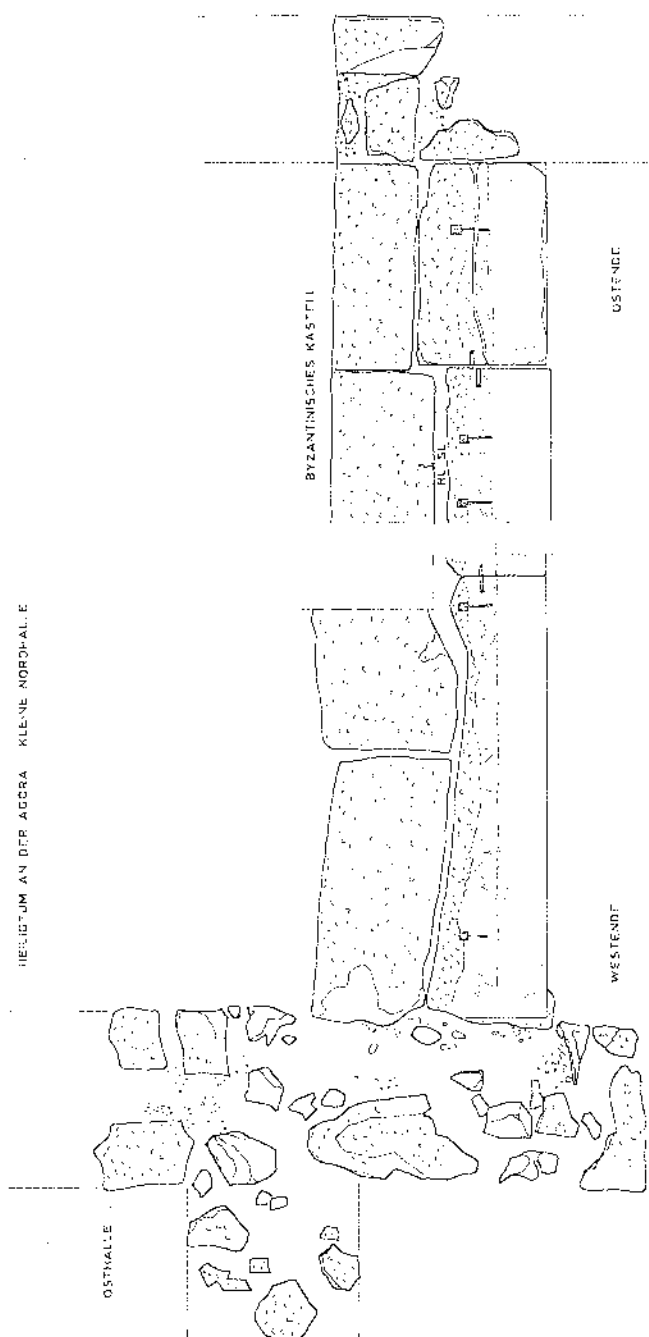 HEILIGTUM AN DER AGORA KLEINE NORDHALLE
BYZANTINISCHES KASTELL
OSTENDE
WESTENDE
OSTHALLE